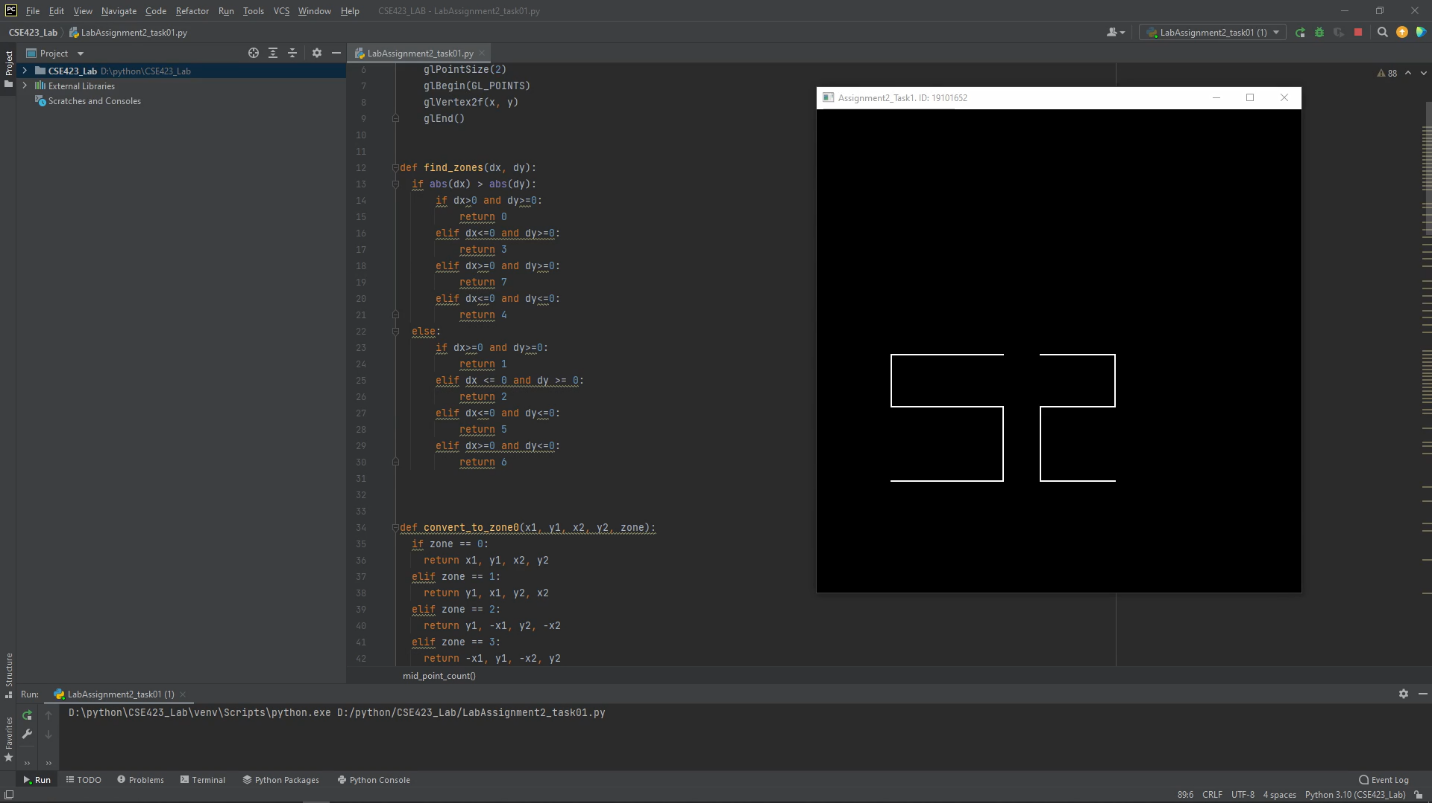 File Edit View Navigate Code Refactor Run Tools VCS Window Help CSE423_LAB - LabAssignment2_task01.py
CSE423_Lab LabAssignment2_task01.py LabAssignment2_task01 (1)
Project
Project
LabAssignment2_task01.py
CSE423_Lab D:\python\CSE423_Lab
External Libraries
Scratches and Consoles
88
6 glPointSize(2)
7 glBegin(GL_POINTS)
8 glVertex2f(x, y)
9 glEnd()
10
11
12 def find_zones(dx, dy):
13 if abs(dx) > abs(dy):
14 if dx>0 and dy>=0:
15 return 0
16 elif dx<=0 and dy>=0:
17 return 3
18 elif dx>=0 and dy>=0:
19 return 7
20 elif dx<=0 and dy<=0:
21 return 4
22 else:
23 if dx>=0 and dy>=0:
24 return 1
25 elif dx <= 0 and dy >= 0:
26 return 2
27 elif dx<=0 and dy<=0:
28 return 5
29 elif dx>=0 and dy<=0:
30 return 6
31
32
33
34 def convert_to_zone0(x1, y1, x2, y2, zone):
35 if zone == 0:
36 return x1, y1, x2, y2
37 elif zone == 1:
38 return y1, x1, y2, x2
39 elif zone == 2:
40 return y1, -x1, y2, -x2
41 elif zone == 3:
42 return -x1, y1, -x2, y2
mid_point_count()
Assignment2_Task1. ID: 19101652
52
Structure
Favorites
Run: LabAssignment2_task01 (1)
D:\python\CSE423_Lab\venv\Scripts\python.exe D:/python/CSE423_Lab/LabAssignment2_task01.py
Run TODO Problems Terminal Python Packages Python Console Event Log
89:6 CRLF UTF-8 4 spaces Python 3.10 (CSE423_Lab)